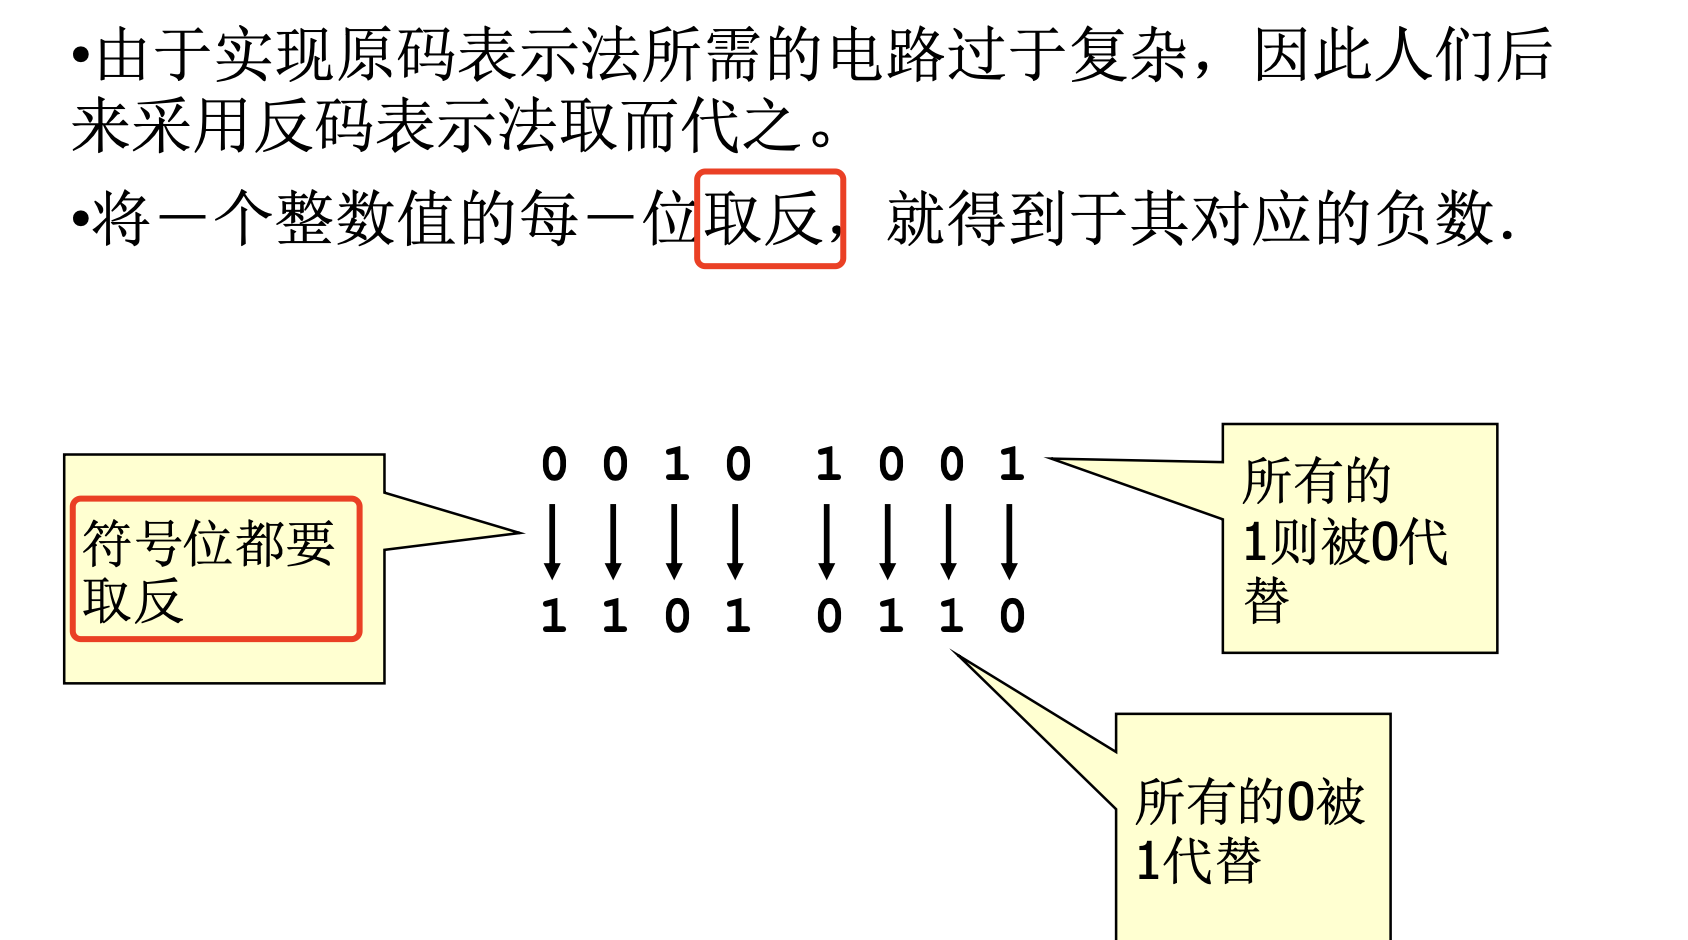 •由于实现原码表示法所需的电路过于复杂，因此人们后
来采用反码表示法取而代之。
•将一个整数值的每一位取反，就得到于其对应的负数.
0 0 1 0 1 0 0 1
符号位都要
取反
1 1 0 1 0 1 1 0
所有的
1则被0代
替
所有的0被
1代替